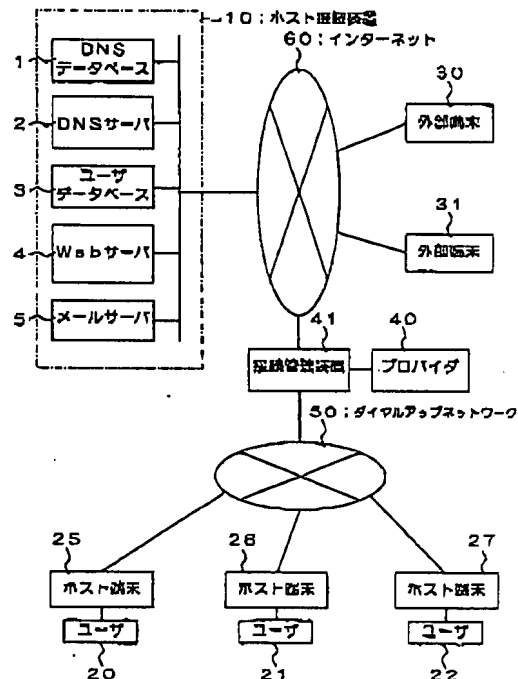 10:ホスト
60:インターネット
1
DNS
データベース
2
DNSサーバ
3
ユーザ
データベース
4
Webサーバ
5
メールサーバ
30
外部端末
31
外部端末
41
接続管理装置
40
プロバイダ
50:ダイヤルアップネットワーク
25
ホスト端末
ユーザ
20
26
ホスト端末
ユーザ
21
27
ホスト端末
ユーザ
22